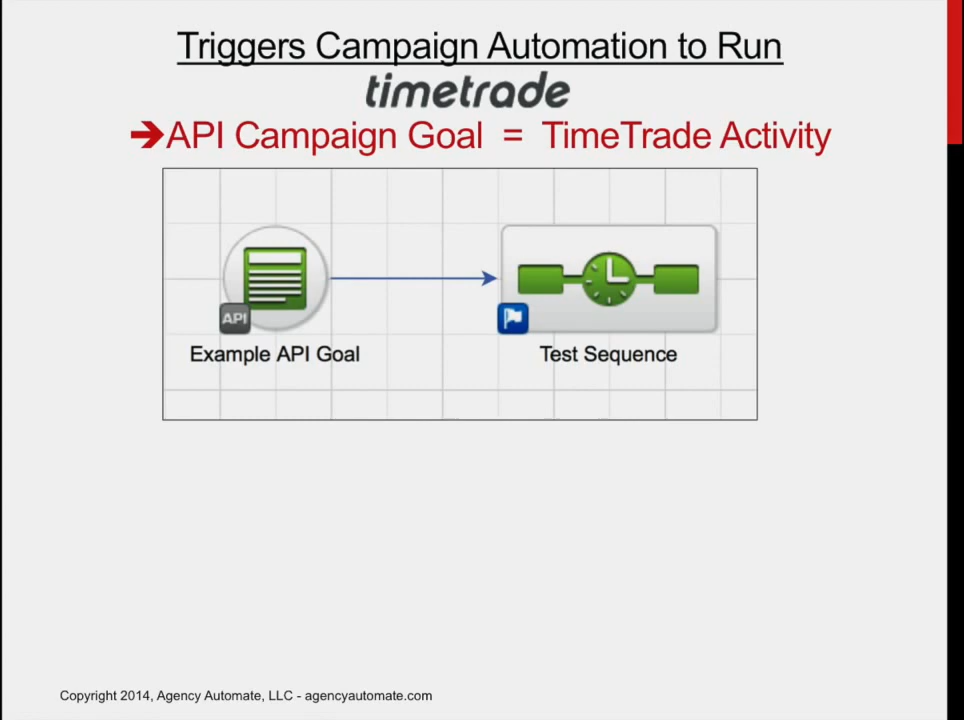 Triggers Campaign Automation to Run
timetrade
➔API Campaign Goal = TimeTrade Activity
API
Example API Goal
Test Sequence
Copyright 2014, Agency Automate, LLC - agencyautomate.com